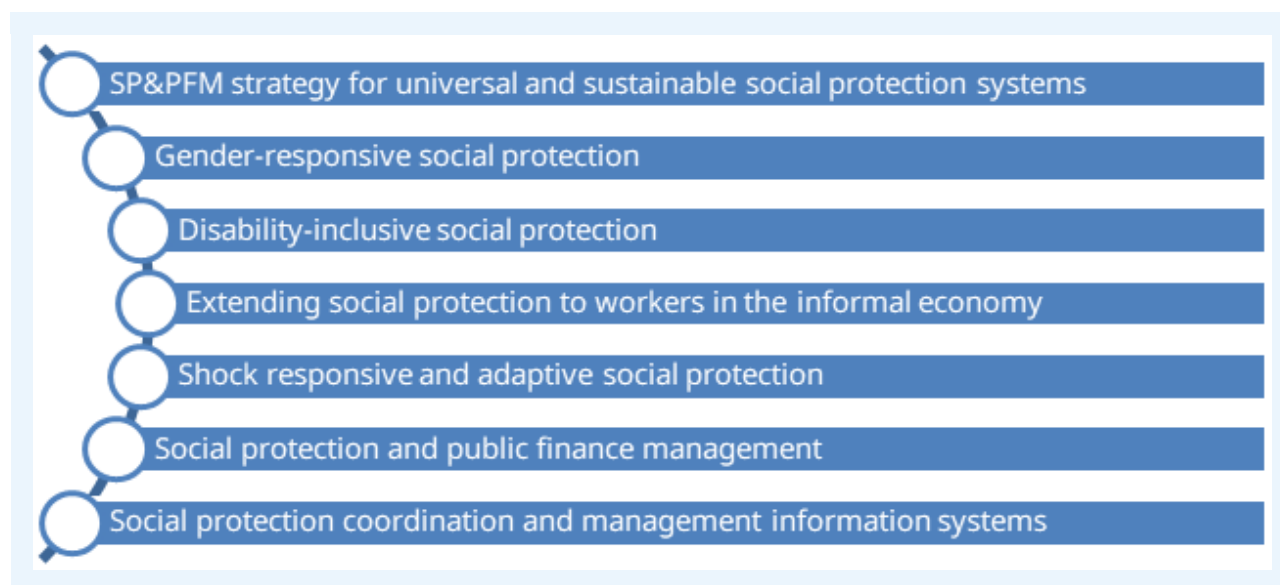 SP&PFM strategy for universal and sustainable social protection systems
Gender-responsive social protection
Disability-inclusive social protection
Extending social protection to workers in the informal economy
Shock responsive and adaptive social protection
Social protection and public finance management
Social protection coordination and management information systems